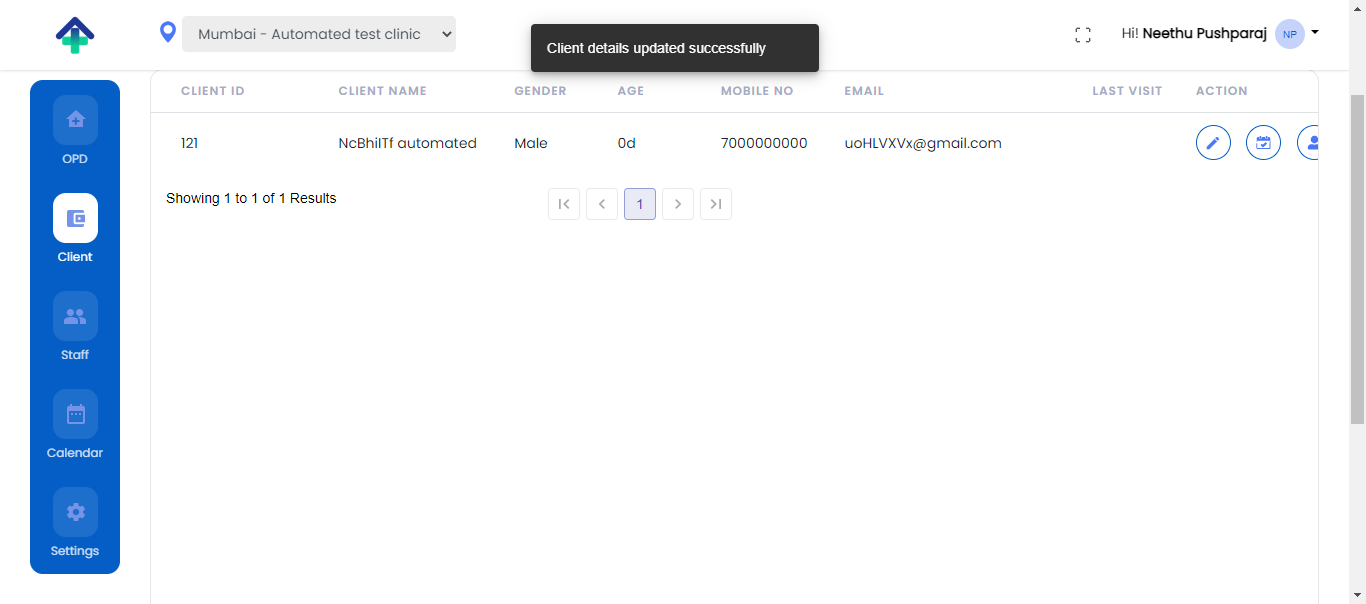 Mumbai - Automated test clinic
Client details updated successfully
Hi! Neethu Pushparaj NP
CLIENT ID CLIENT NAME GENDER AGE MOBILE NO EMAIL LAST VISIT ACTION
121 NcBhiITf automated Male 0d 7000000000 uoHLVXVx@gmail.com
Showing 1 to 1 of 1 Results
1
OPD
Client
Staff
Calendar
Settings